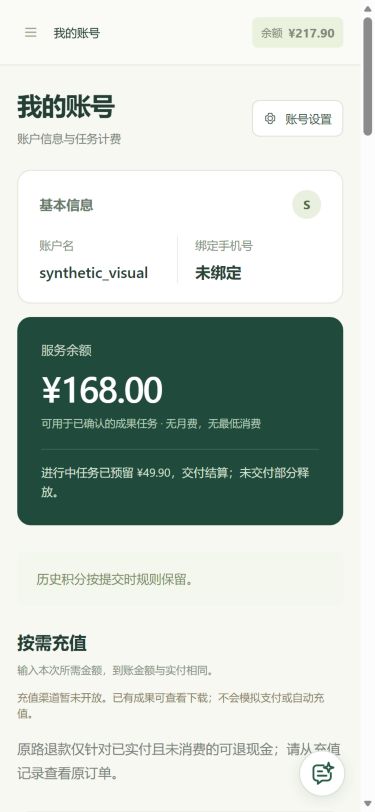 我的账号
余额 ¥217.90
我的账号
账户信息与任务计费
账号设置
基本信息
S
账户名
synthetic_visual
绑定手机号
未绑定
服务余额
¥168.00
可用于已确认的成果任务 · 无月费，无最低消费
进行中任务已预留 ¥49.90，交付结算；未交付部分释
放。
历史积分按提交时规则保留。
按需充值
输入本次所需金额，到账金额与实付相同。
充值渠道暂未开放。已有成果可查看下载；不会模拟支付或自动充
值。
原路退款仅针对已实付且未消费的可退现金；请从充值
记录查看原订单。